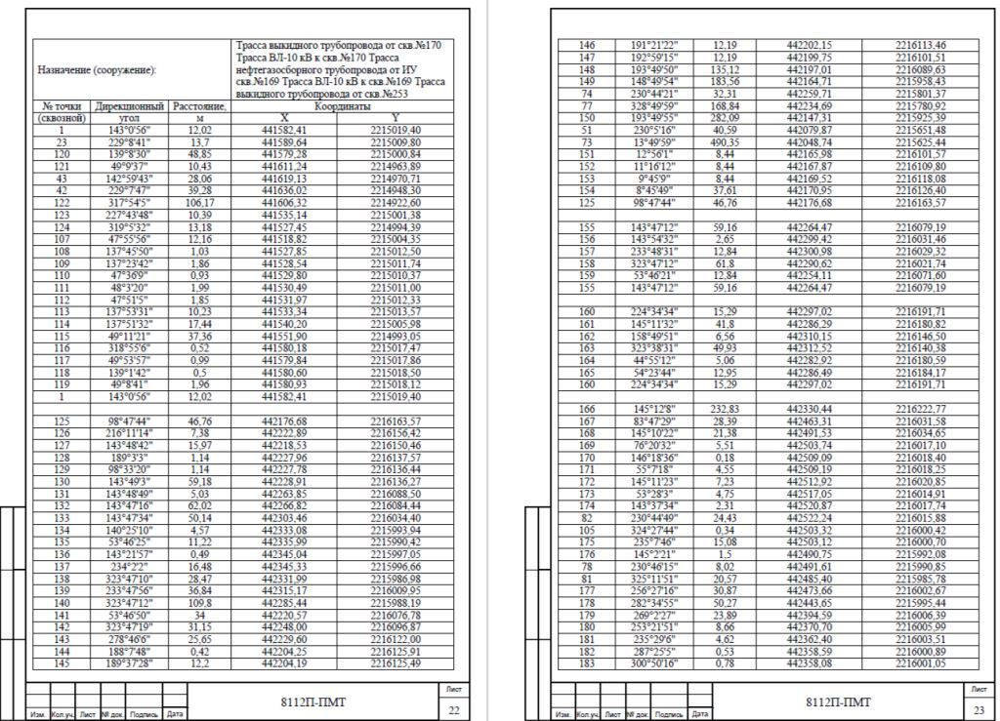 Назначение (сооружение):
Трасса выкидного трубопровода от скв.№170
Трасса ВЛ-10 кВ к скв.№170 Трасса
нефтегазосборного трубопровода от ИУ
скв.№169 Трасса ВЛ-10 кВ к скв.№169 Трасса
выкидного трубопровода от скв.№253
№ точки Дирекционный Расстояние, Координаты
(сквозной) угол м X Y
1 143°0'56" 12,02 441582,41 2215019,40
23 229°8'41" 13,7 441589,64 2215009,80
120 139°8'30" 48,85 441579,28 2215000,84
121 49°9'37" 10,43 441611,24 2214963,89
43 142°59'43" 28,06 441619,13 2214970,71
42 229°7'47" 39,28 441636,02 2214948,30
122 317°54'5" 106,17 441606,32 2214922,60
123 227°43'48" 10,39 441535,14 2215001,38
124 319°5'32" 13,18 441527,45 2214994,39
107 47°55'56" 12,16 441518,82 2215004,35
108 137°45'50" 1,03 441527,85 2215012,50
109 137°23'42" 1,86 441528,54 2215011,74
110 47°36'9" 0,93 441529,80 2215010,37
111 48°3'20" 1,99 441530,49 2215011,00
112 47°51'5" 1,85 441531,97 2215012,33
113 137°53'31" 10,23 441533,34 2215013,57
114 137°51'32" 17,44 441540,20 2215005,98
115 49°11'21" 37,36 441551,90 2214993,05
116 318°55'6" 0,52 441580,18 2215017,47
117 49°53'57" 0,99 441579,84 2215017,86
118 139°1'42" 0,5 441580,60 2215018,50
119 49°8'41" 1,96 441580,93 2215018,12
1 143°0'56" 12,02 441582,41 2215019,40
125 98°47'44" 46,76 442176,68 2216163,57
126 216°11'14" 7,38 442222,89 2216156,42
127 143°48'42" 15,97 442218,53 2216150,46
128 189°3'3" 1,14 442227,96 2216137,57
129 98°33'20" 1,14 442227,78 2216136,44
130 143°49'3" 59,18 442228,91 2216136,27
131 143°48'49" 5,03 442263,85 2216088,50
132 143°47'16" 62,02 442266,82 2216084,44
133 143°47'34" 50,14 442303,46 2216034,40
134 140°25'10" 4,57 442333,08 2215993,94
135 53°46'25" 11,22 442335,99 2215990,42
136 143°21'57" 0,49 442345,04 2215997,05
137 234°2'2" 16,48 442345,33 2215996,66
138 323°47'10" 28,47 442331,99 2215986,98
139 233°47'56" 36,84 442315,17 2216009,95
140 323°47'12" 109,8 442285,44 2215988,19
141 53°46'50" 34 442220,57 2216076,78
142 323°47'19" 31,15 442248,00 2216096,87
143 278°46'6" 25,65 442229,60 2216122,00
144 188°7'48" 0,42 442204,25 2216125,91
145 189°37'28" 12,2 442204,19 2216125,49
8112П-ПМТ
Изм. Кол.уч. Лист № док. Подпись Дата
Лист
22
146 191°21'22" 12,19 442202,15 2216113,46
147 192°59'15" 12,19 442199,75 2216101,51
148 193°49'50" 135,12 442197,01 2216089,63
149 148°49'54" 183,56 442164,71 2215958,43
74 230°44'21" 32,31 442259,71 2215801,37
77 328°49'59" 168,84 442234,69 2215780,92
150 193°49'55" 282,09 442147,31 2215925,39
51 230°5'16" 40,59 442079,87 2215651,48
73 13°49'59" 490,35 442048,74 2215625,44
151 12°56'1" 8,44 442165,98 2216101,57
152 11°16'12" 8,44 442167,87 2216109,80
153 9°45'9" 8,44 442169,52 2216118,08
154 8°45'49" 37,61 442170,95 2216126,40
125 98°47'44" 46,76 442176,68 2216163,57
155 143°47'12" 59,16 442264,47 2216079,19
156 143°54'32" 2,65 442299,42 2216031,46
157 233°48'31" 12,84 442300,98 2216029,32
158 323°47'12" 61,8 442290,62 2216021,74
159 53°46'21" 12,84 442254,11 2216071,60
155 143°47'12" 59,16 442264,47 2216079,19
160 224°34'34" 15,29 442297,02 2216191,71
161 145°11'32" 41,8 442286,29 2216180,82
162 158°49'51" 6,56 442310,15 2216146,50
163 323°38'31" 49,93 442312,52 2216140,38
164 44°55'12" 5,06 442282,92 2216180,59
165 54°23'44" 12,95 442286,49 2216184,17
160 224°34'34" 15,29 442297,02 2216191,71
166 145°12'8" 232,83 442330,44 2216222,77
167 83°47'29" 28,39 442463,31 2216031,58
168 145°10'22" 21,38 442491,53 2216034,65
169 76°20'32" 5,51 442503,74 2216017,10
170 146°18'36" 0,18 442509,09 2216018,40
171 55°7'18" 4,55 442509,19 2216018,25
172 145°11'23" 7,23 442512,92 2216020,85
173 53°28'3" 4,75 442517,05 2216014,91
174 143°37'34" 2,31 442520,87 2216017,74
82 230°44'49" 24,43 442522,24 2216015,88
105 324°27'44" 0,34 442503,32 2216000,42
175 235°7'46" 15,08 442503,12 2216000,70
176 145°2'21" 1,5 442490,75 2215992,08
78 230°46'15" 8,02 442491,61 2215990,85
81 325°11'51" 20,57 442485,40 2215985,78
177 256°27'16" 30,87 442473,66 2216002,67
178 282°34'55" 50,27 442443,65 2215995,44
179 269°2'27" 23,89 442394,59 2216006,39
180 253°21'51" 8,66 442370,70 2216005,99
181 235°29'6" 4,62 442362,40 2216003,51
182 287°25'5" 0,53 442358,59 2216000,89
183 300°50'16" 0,78 442358,08 2216001,05
8112П-ПМТ
Изм. Кол.уч. Лист № док. Подпись Дата
Лист
23